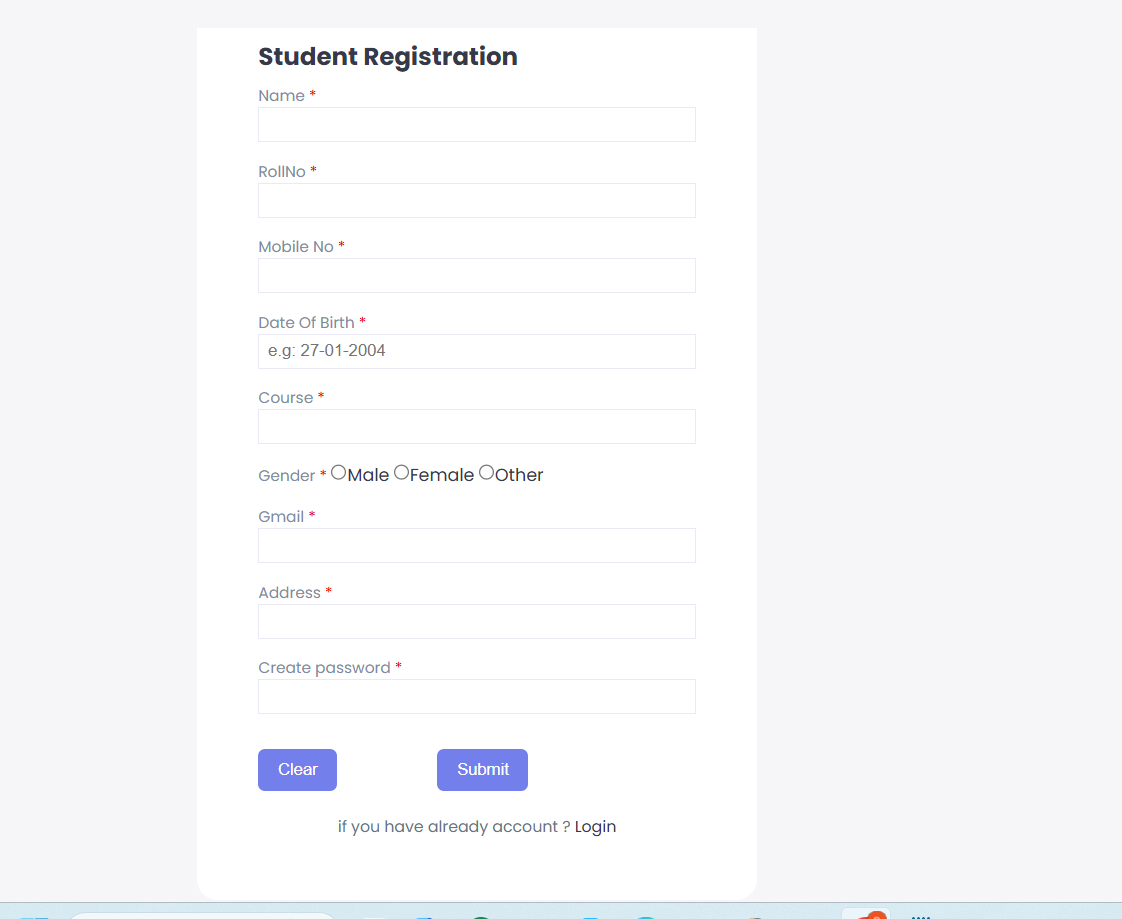 Student Registration
Name *
RollNo *
Mobile No *
Date Of Birth *
e.g: 27-01-2004
Course *
Gender * Male Female Other
Gmail *
Address *
Create password *
Clear Submit
if you have already account ? Login